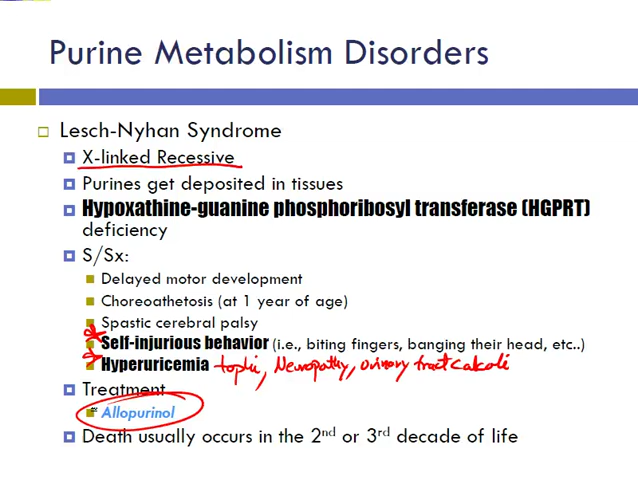 Purine Metabolism Disorders
Lesch-Nyhan Syndrome
X-linked Recessive
Purines get deposited in tissues
Hypoxathine-guanine phosphoribosyl transferase (HGPRT)
deficiency
S/Sx:
Delayed motor development
Choreoathetosis (at 1 year of age)
Spastic cerebral palsy
Self-injurious behavior (i.e., biting fingers, banging their head, etc..)
Hyperuricemia tophi, Neuropathy, urinary tract calculi
Treatment
Allopurinol
Death usually occurs in the 2nd or 3rd decade of life